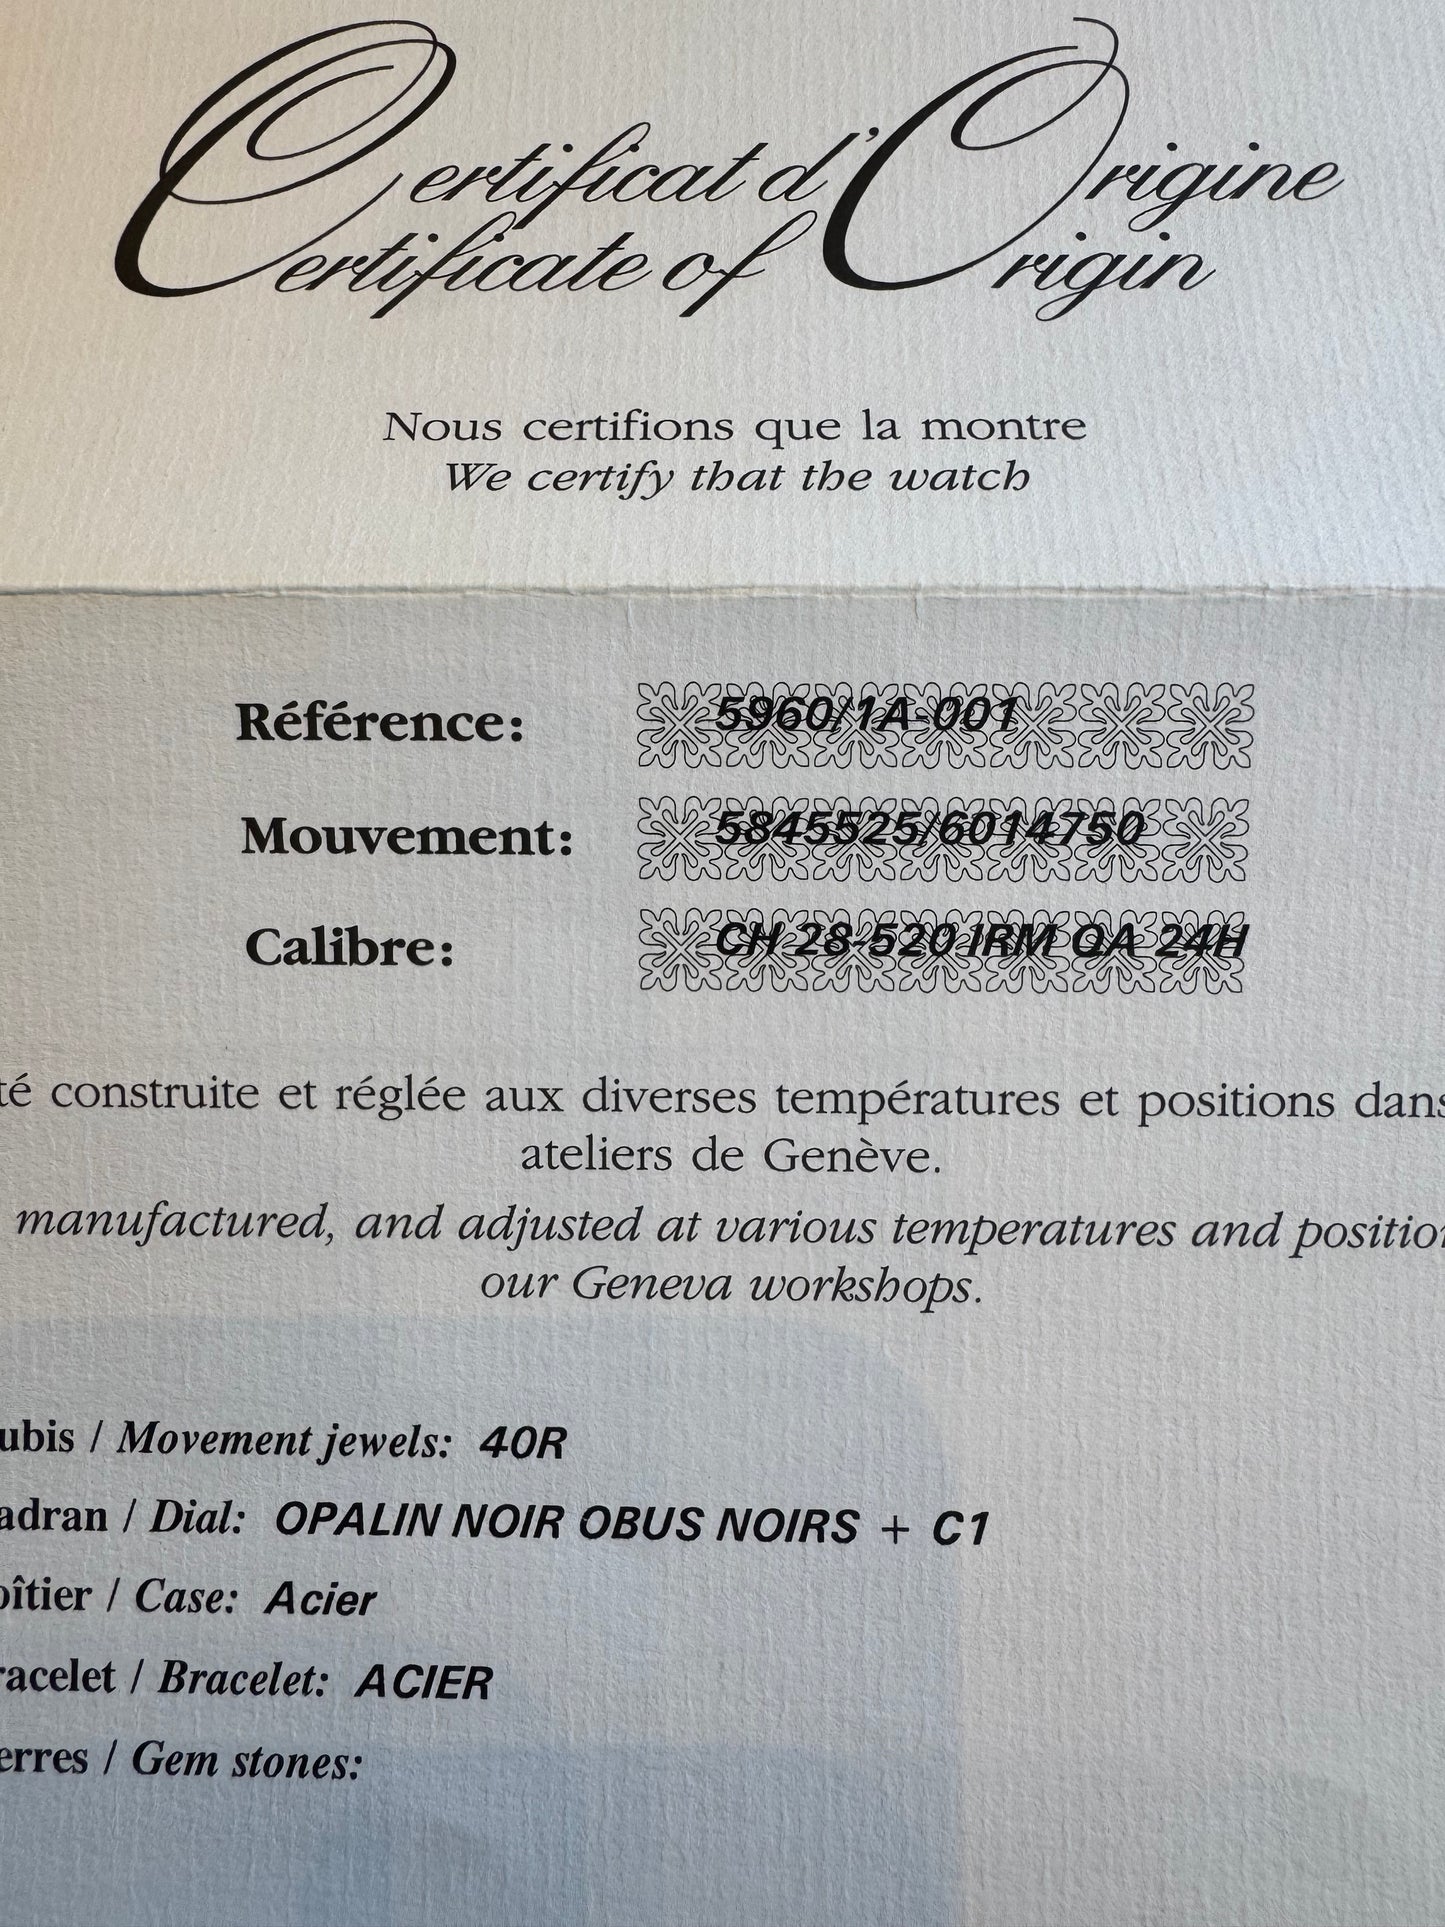 Certificat d'Origine
Certificate of Origin
Nous certifions que la montre
We certify that the watch
Référence: 5960/1A-001
Mouvement: 5845525/6014750
Calibre: CH 28-520 IRM QA 24H
té construite et réglée aux diverses températures et positions dans
ateliers de Genève.
manufactured, and adjusted at various temperatures and position
our Geneva workshops.
ubis / Movement jewels: 40R
adran / Dial: OPALIN NOIR OBUS NOIRS + C1
oîtier / Case: Acier
racelet / Bracelet: ACIER
erres / Gem stones: